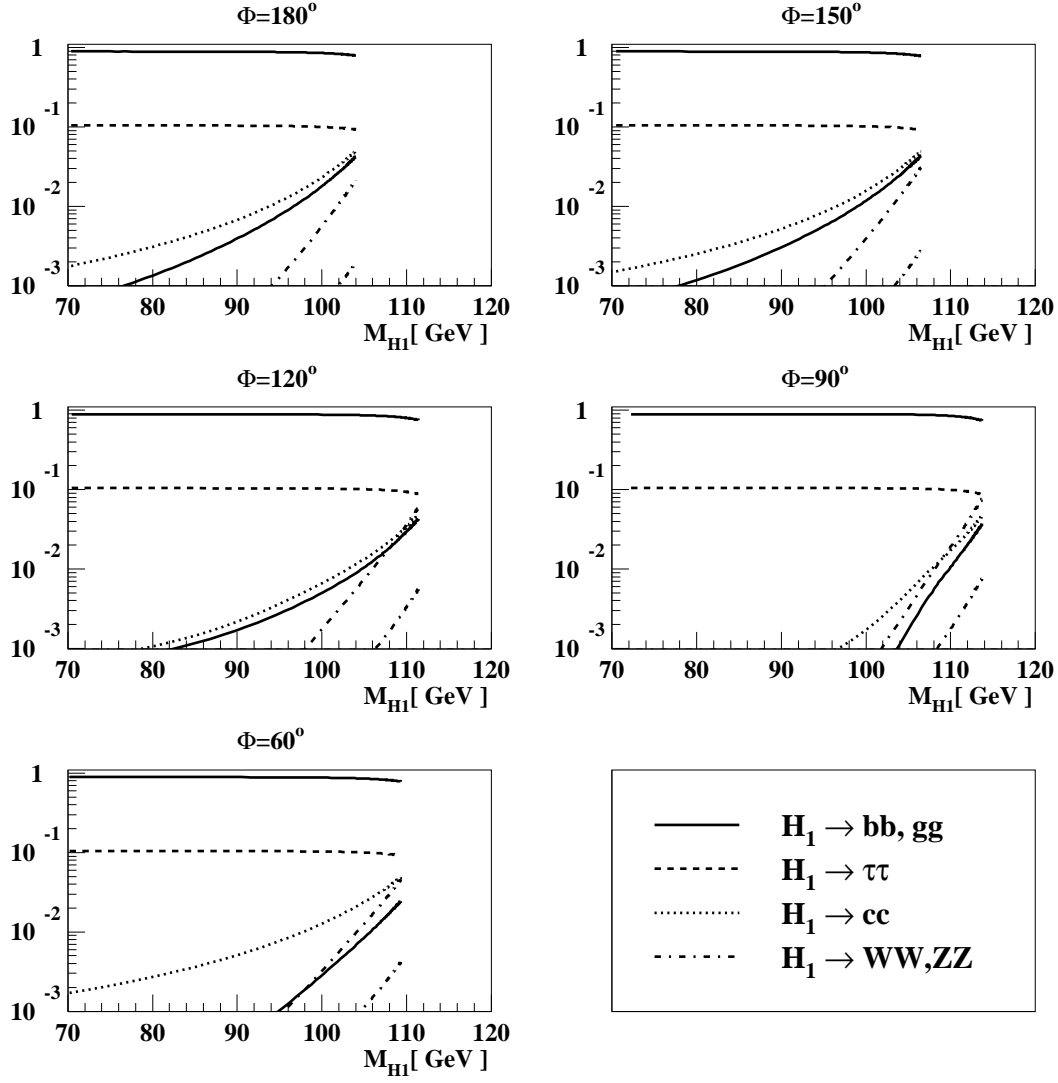 Φ=180° Φ=150°
1 1
10⁻¹ 10⁻¹
10⁻² 10⁻²
10⁻³ 10⁻³
70 80 90 100 110 120 70 80 90 100 110 120
M_H1[ GeV ] M_H1[ GeV ]
Φ=120° Φ=90°
1 1
10⁻¹ 10⁻¹
10⁻² 10⁻²
10⁻³ 10⁻³
70 80 90 100 110 120 70 80 90 100 110 120
M_H1[ GeV ] M_H1[ GeV ]
Φ=60°
1
10⁻¹
10⁻²
10⁻³
70 80 90 100 110 120
M_H1[ GeV ]
H₁ → bb, gg
H₁ → ττ
H₁ → cc
H₁ → WW,ZZ